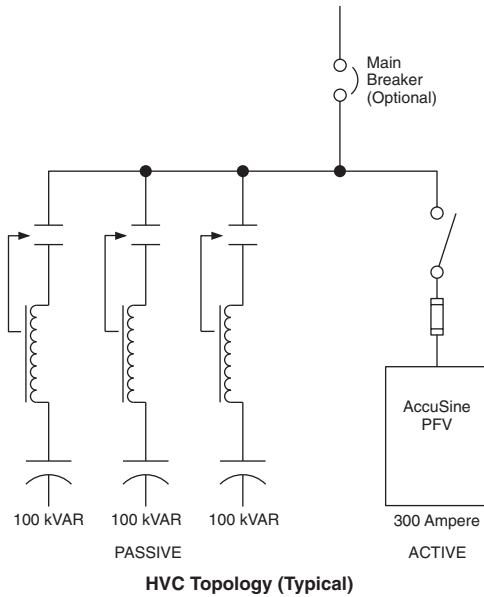 Main
Breaker
(Optional)
AccuSine
PFV
100 kVAR 100 kVAR 100 kVAR 300 Ampere
PASSIVE ACTIVE
HVC Topology (Typical)